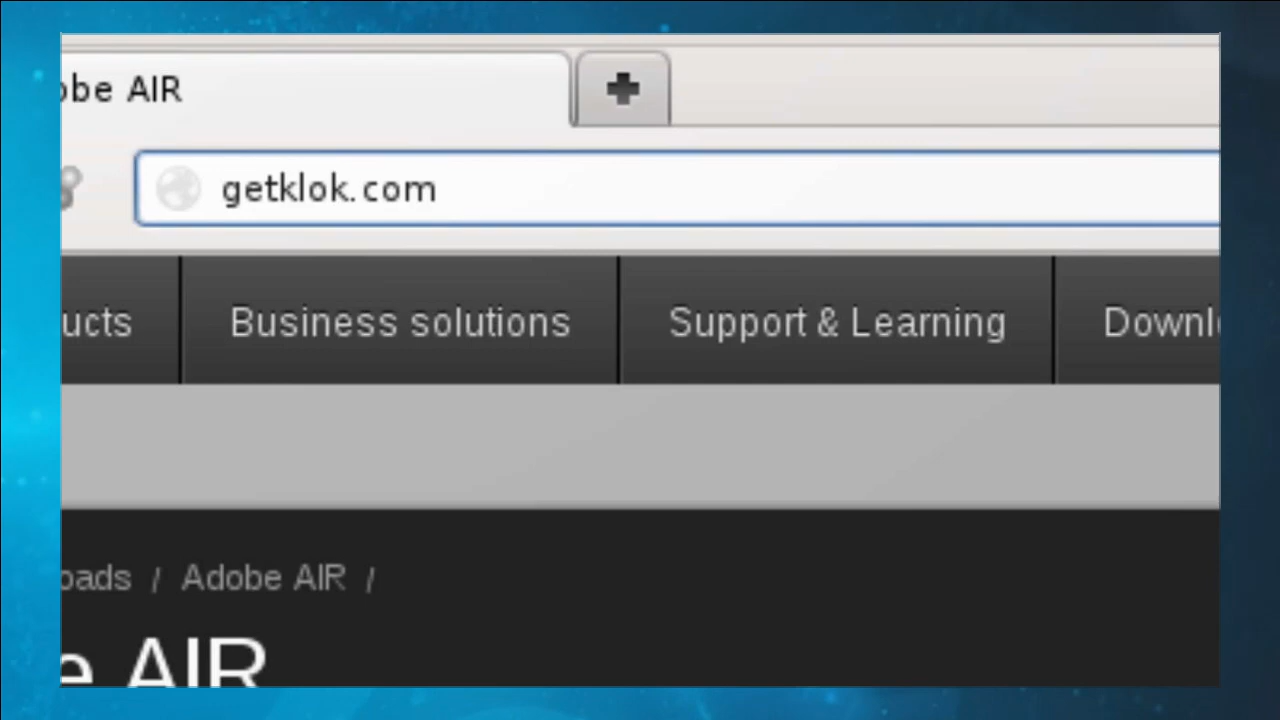 obe AIR
getklok.com
ucts Business solutions Support & Learning Downl
oads / Adobe AIR /
e AIR